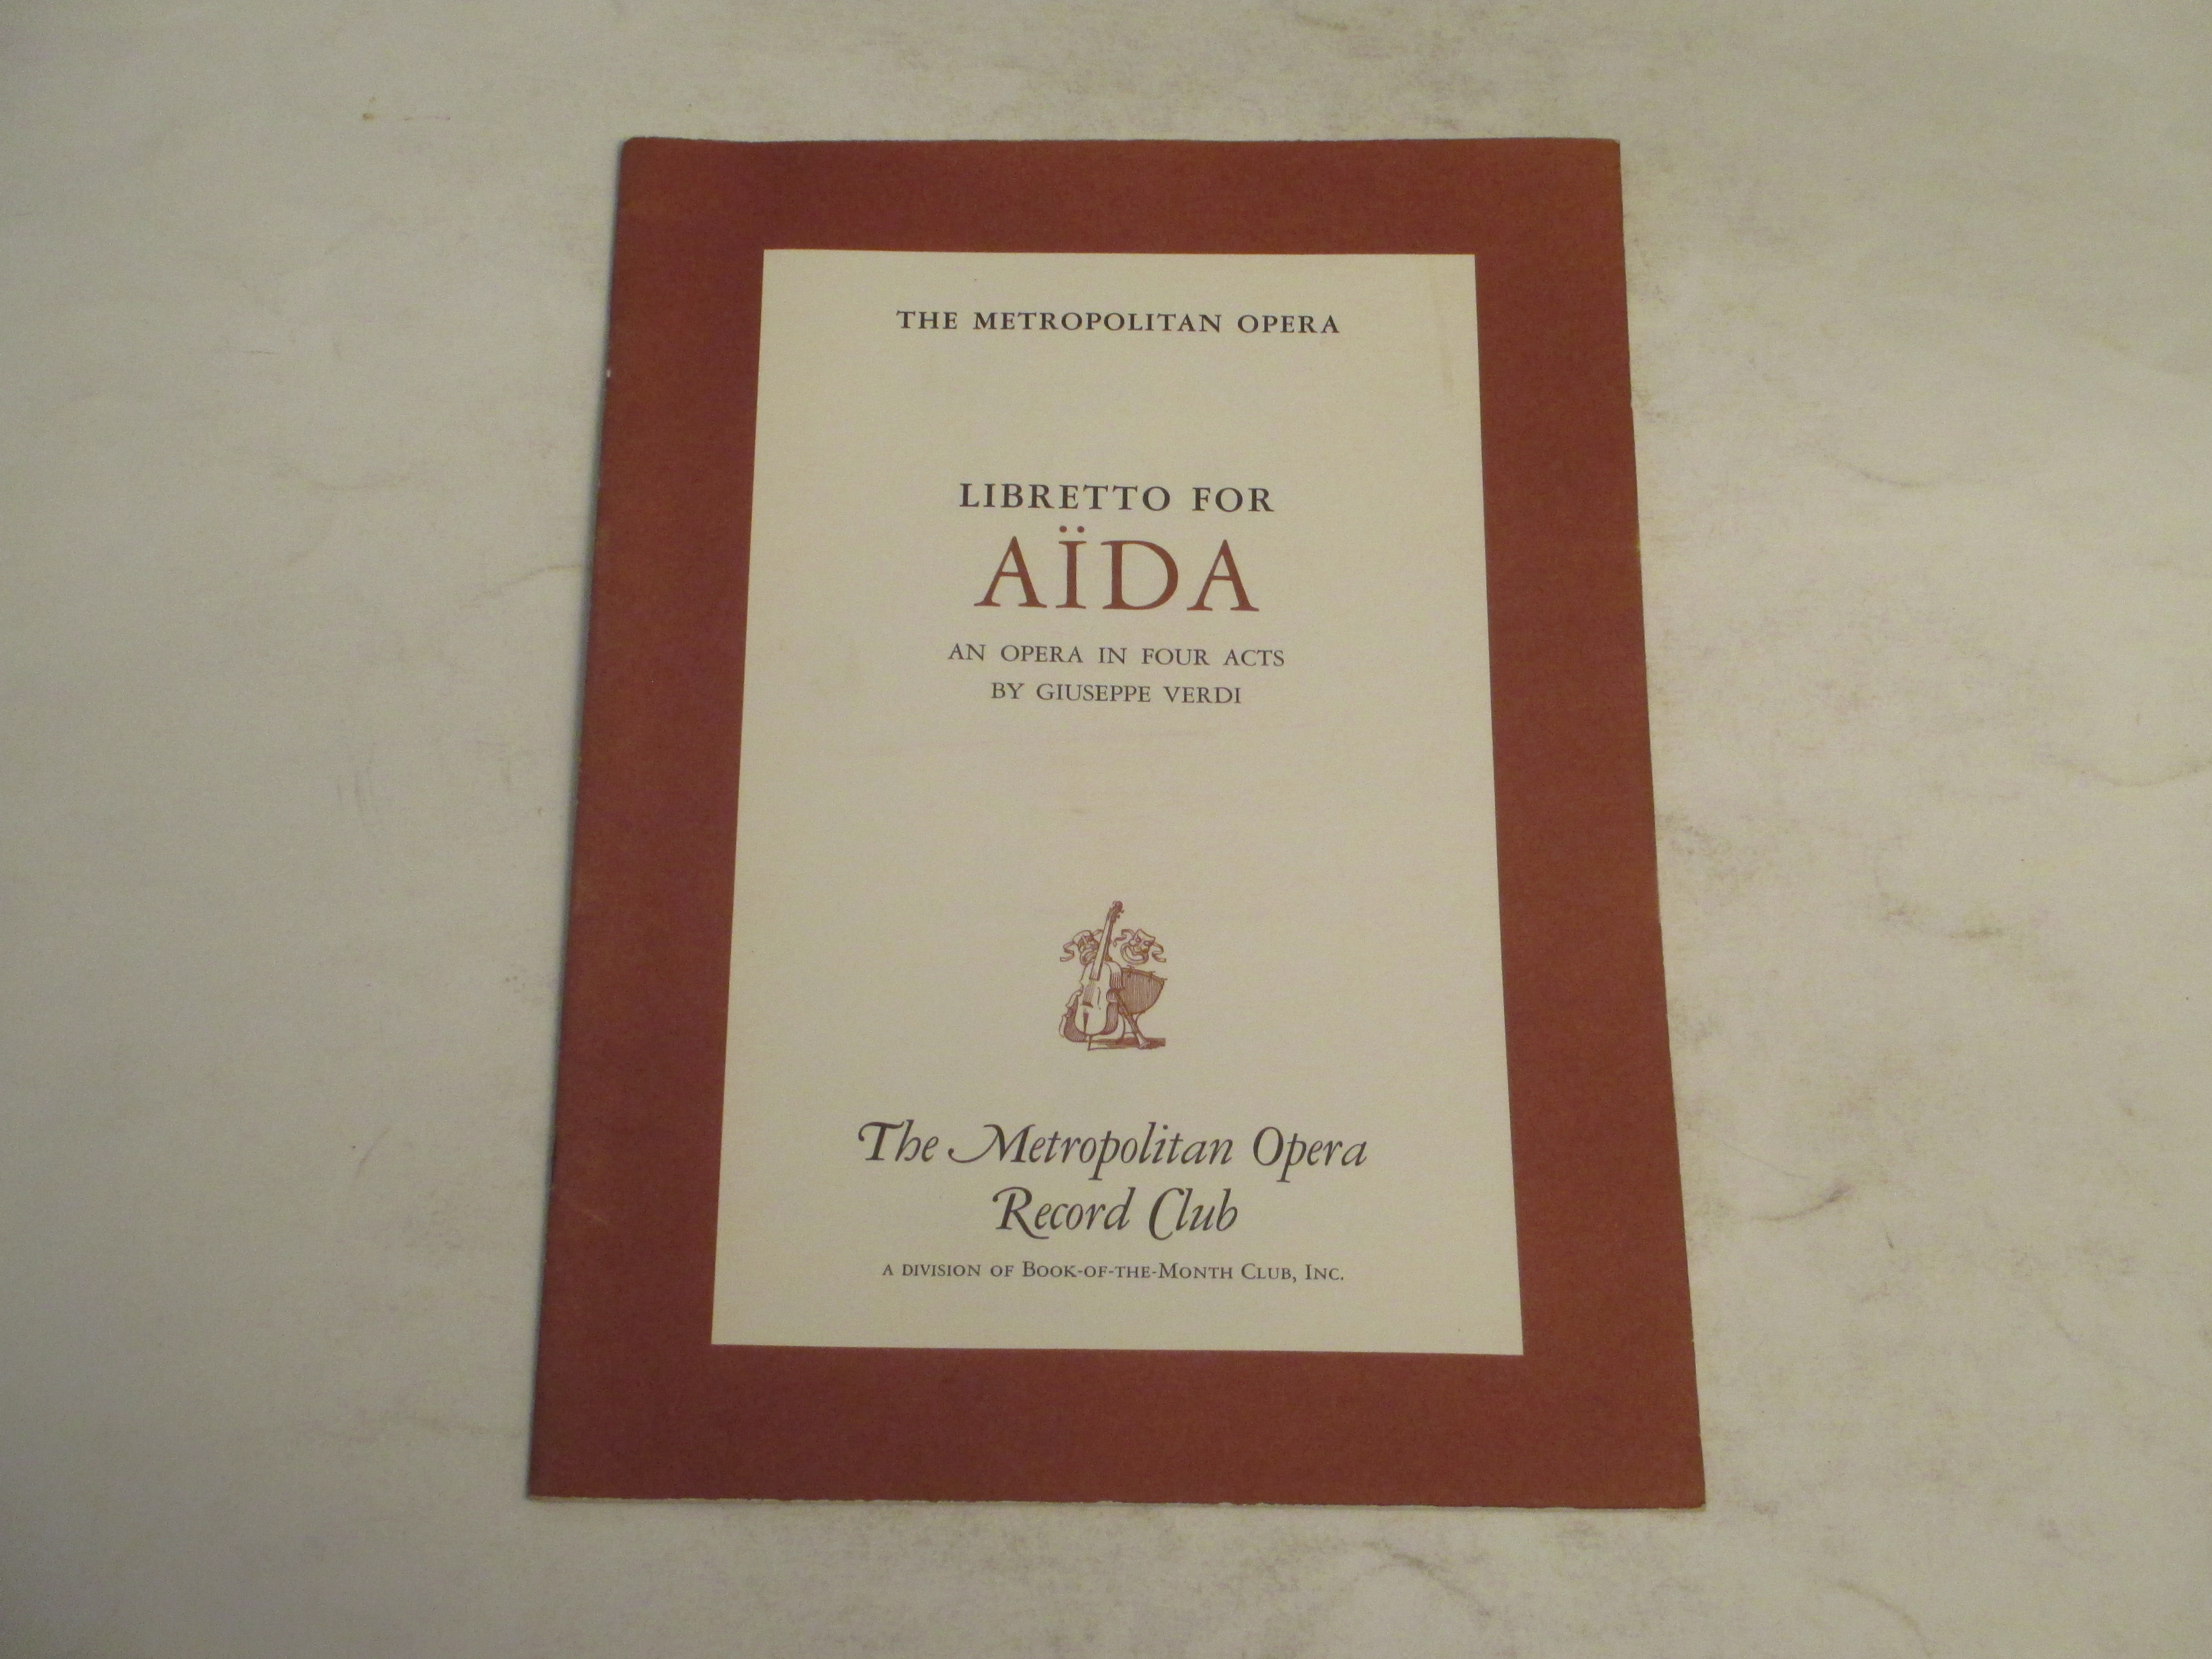 THE METROPOLITAN OPERA
LIBRETTO FOR
AÏDA
AN OPERA IN FOUR ACTS
BY GIUSEPPE VERDI
The Metropolitan Opera
Record Club
A DIVISION OF BOOK-OF-THE-MONTH CLUB, INC.